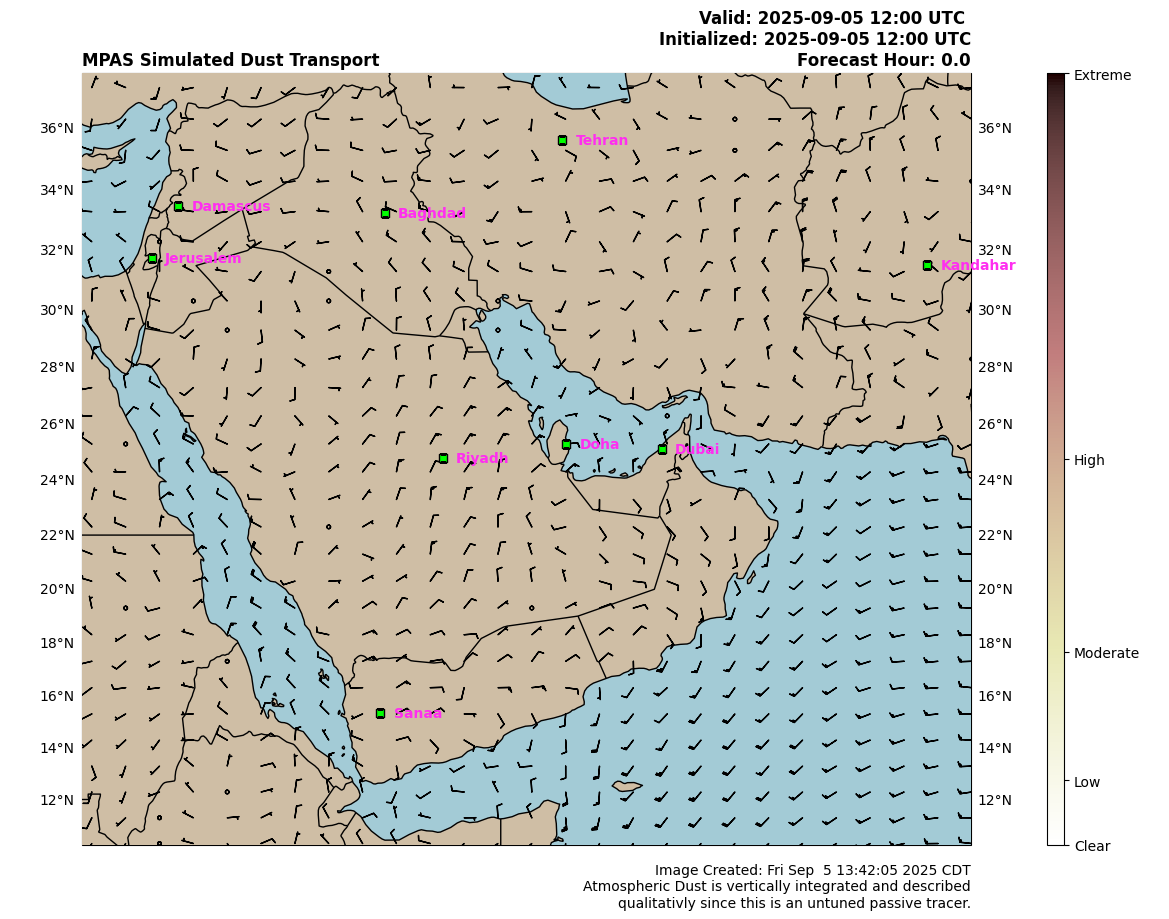 Valid: 2025-09-05 12:00 UTC
Initialized: 2025-09-05 12:00 UTC
MPAS Simulated Dust Transport Forecast Hour: 0.0
Extreme
36°N 36°N
Tehran
34°N 34°N
Damascus
Baghdad
32°N 32°N
Jerusalem
Kandahar
30°N 30°N
28°N 28°N
26°N 26°N
Doha
Dubai
Riyadh
High
24°N 24°N
22°N 22°N
20°N 20°N
18°N 18°N
Moderate
16°N 16°N
Sanaa
14°N 14°N
Low
12°N 12°N
Clear
Image Created: Fri Sep  5 13:42:05 2025 CDT
Atmospheric Dust is vertically integrated and described
qualitativly since this is an untuned passive tracer.